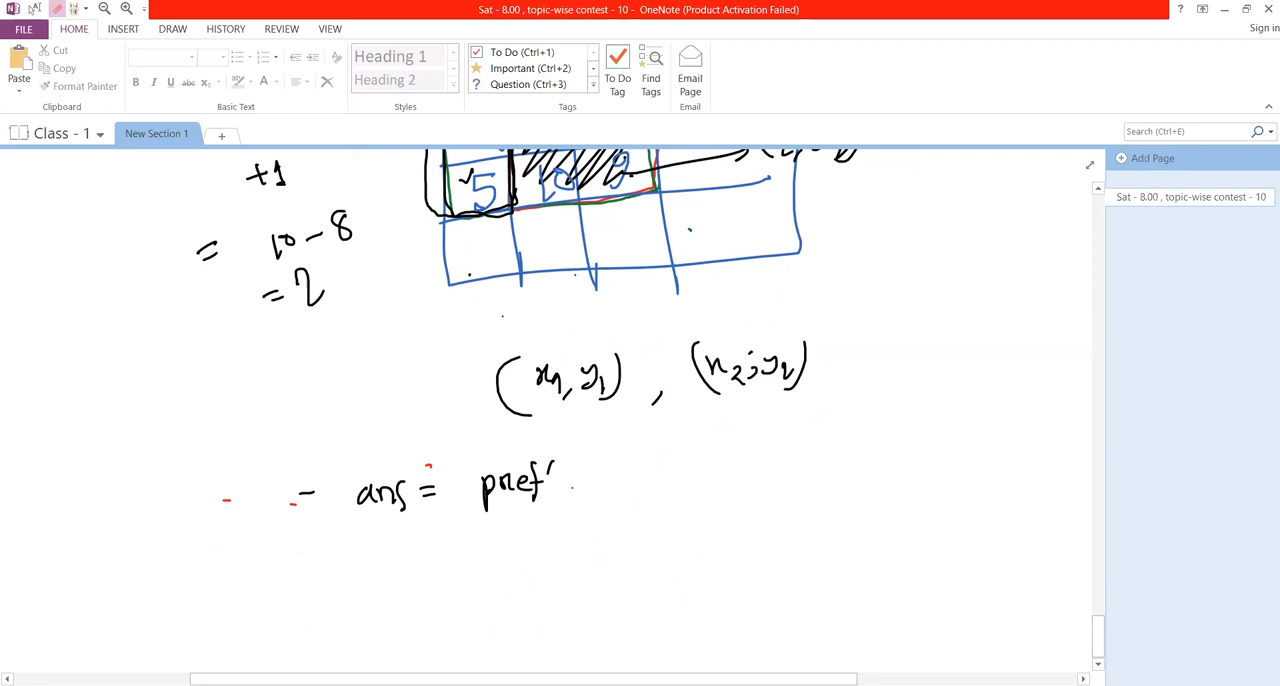 Sat - 8.00 , topic-wise contest - 10 - OneNote (Product Activation Failed)
FILE HOME INSERT DRAW HISTORY REVIEW VIEW Sign in
Paste Cut Copy Format Painter
Clipboard
B I U abc x₂ A
Basic Text
Heading 1
Heading 2
Styles
To Do (Ctrl+1)
Important (Ctrl+2)
Question (Ctrl+3)
Tags
To Do Tag
Find Tags
Email Page
Email
Class - 1 New Section 1 Search (Ctrl+E)
Add Page
Sat - 8.00 , topic-wise contest - 10
+1
5 10 9
= 10 - 8
= 2
(x1, y1) , (x2, y2)
- ans = pref